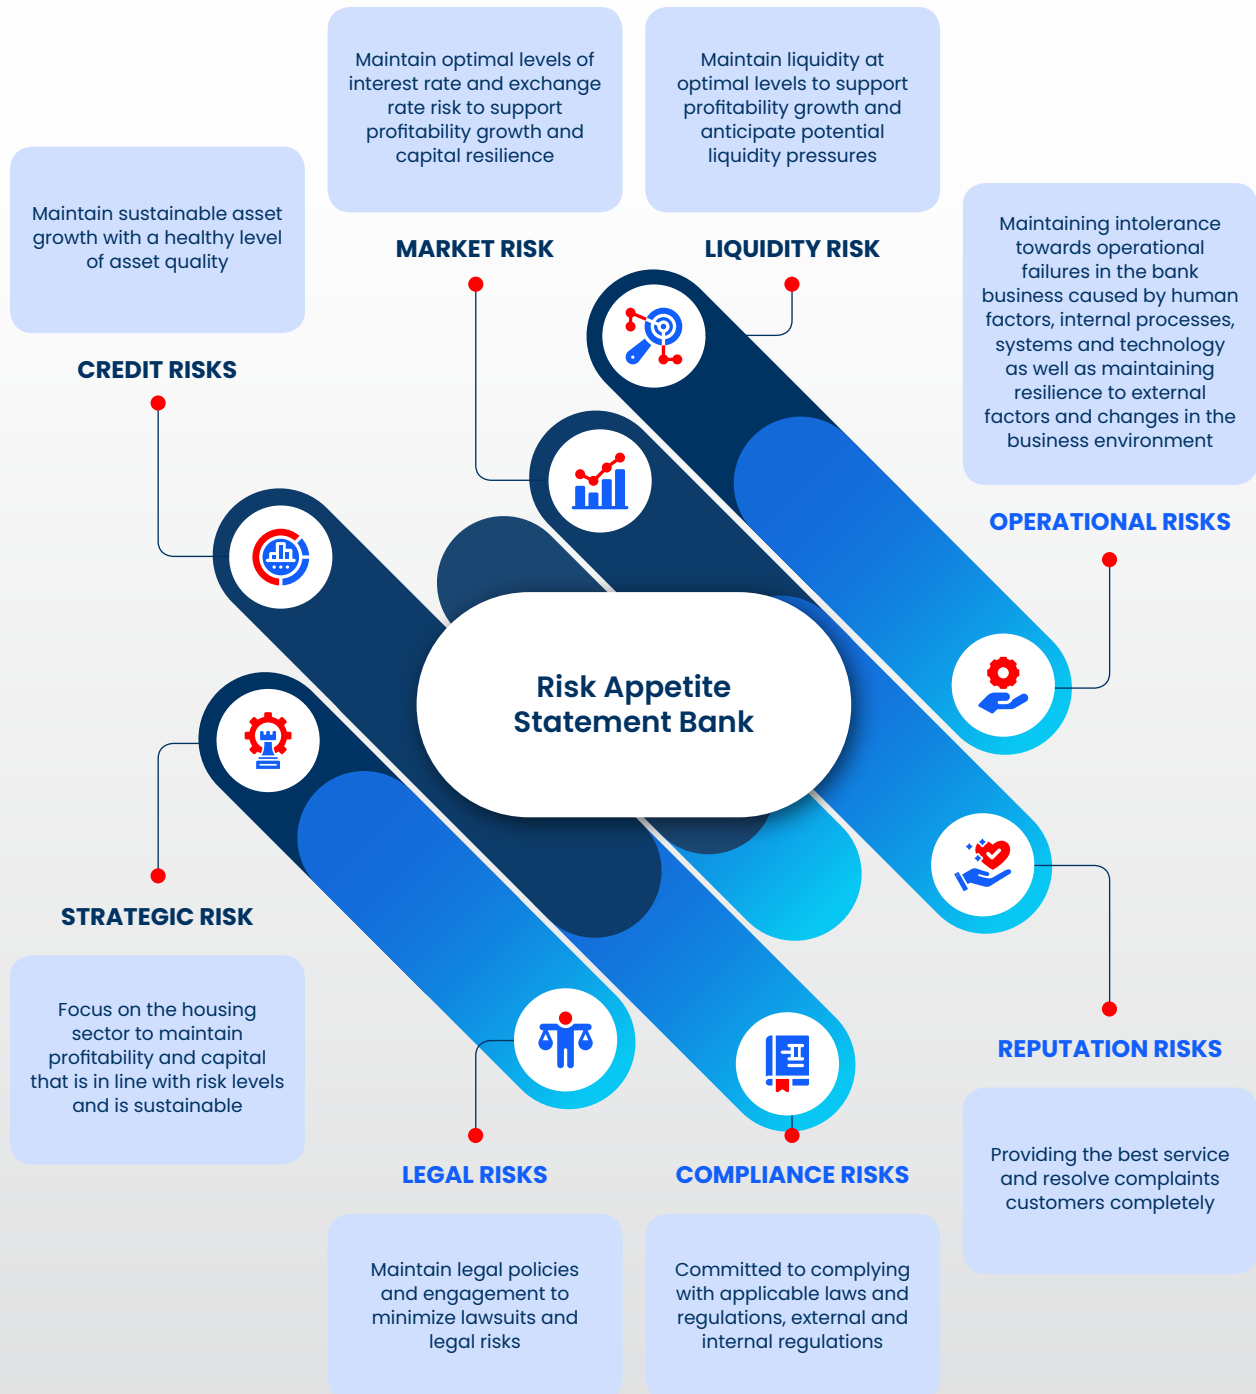 Maintain optimal levels of
interest rate and exchange
rate risk to support
profitability growth and
capital resilience
MARKET RISK
Maintain liquidity at
optimal levels to support
profitability growth and
anticipate potential
liquidity pressures
LIQUIDITY RISK
Maintain sustainable asset
growth with a healthy level
of asset quality
CREDIT RISKS
Maintaining intolerance
towards operational
failures in the bank
business caused by human
factors, internal processes,
systems and technology
as well as maintaining
resilience to external
factors and changes in the
business environment
OPERATIONAL RISKS
Risk Appetite
Statement Bank
STRATEGIC RISK
Focus on the housing
sector to maintain
profitability and capital
that is in line with risk levels
and is sustainable
REPUTATION RISKS
Providing the best service
and resolve complaints
customers completely
LEGAL RISKS
Maintain legal policies
and engagement to
minimize lawsuits and
legal risks
COMPLIANCE RISKS
Committed to complying
with applicable laws and
regulations, external and
internal regulations